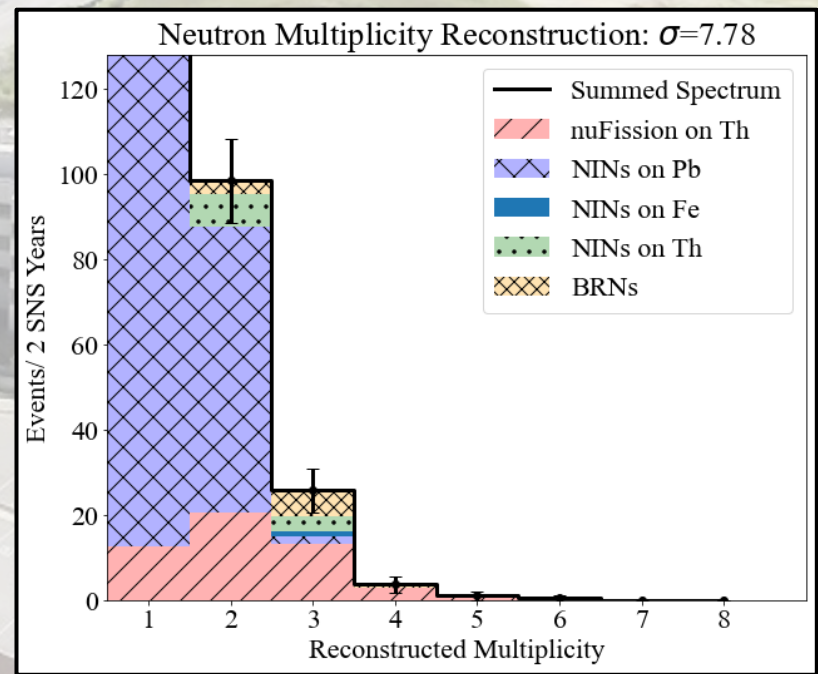 Neutron Multiplicity Reconstruction: σ=7.78
Events/ 2 SNS Years
120
100
80
60
40
20
0
Summed Spectrum
nuFission on Th
NINs on Pb
NINs on Fe
NINs on Th
BRNs
1 2 3 4 5 6 7 8
Reconstructed Multiplicity